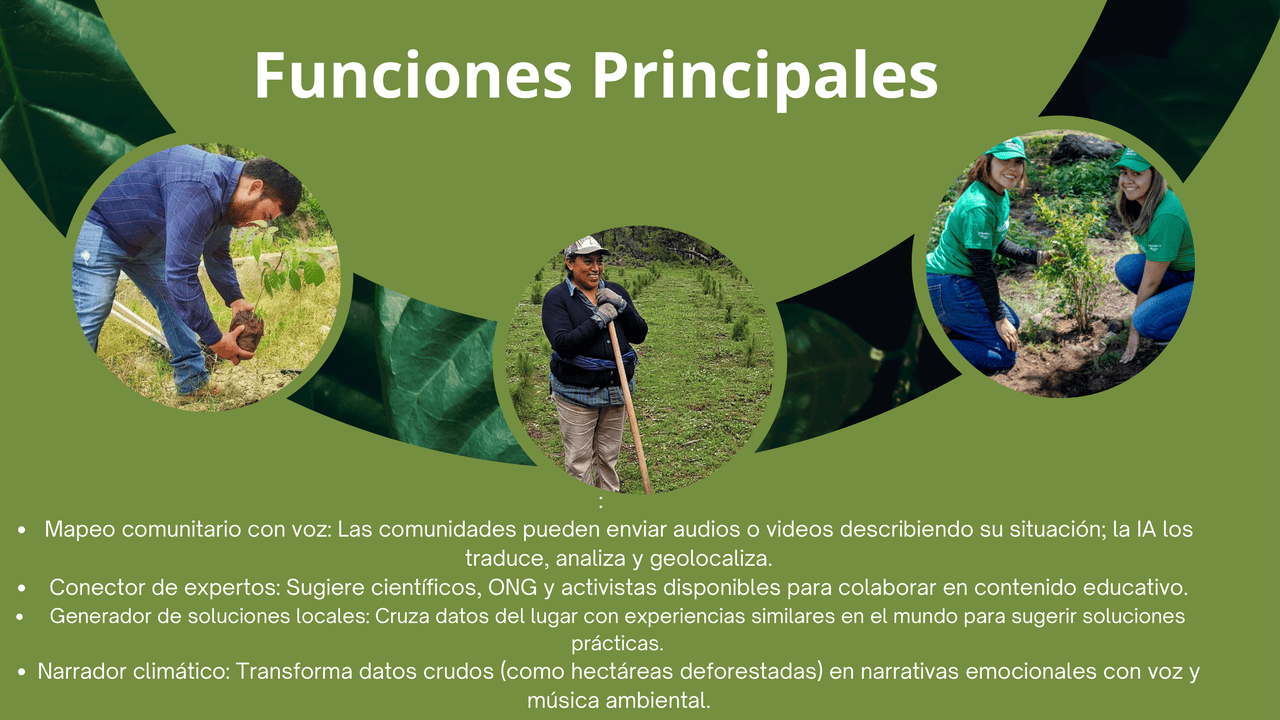 Funciones Principales
:
• Mapeo comunitario con voz: Las comunidades pueden enviar audios o videos describiendo su situación; la IA los
traduce, analiza y geolocaliza.
• Conector de expertos: Sugiere científicos, ONG y activistas disponibles para colaborar en contenido educativo.
• Generador de soluciones locales: Cruza datos del lugar con experiencias similares en el mundo para sugerir soluciones
prácticas.
• Narrador climático: Transforma datos crudos (como hectáreas deforestadas) en narrativas emocionales con voz y
música ambiental.